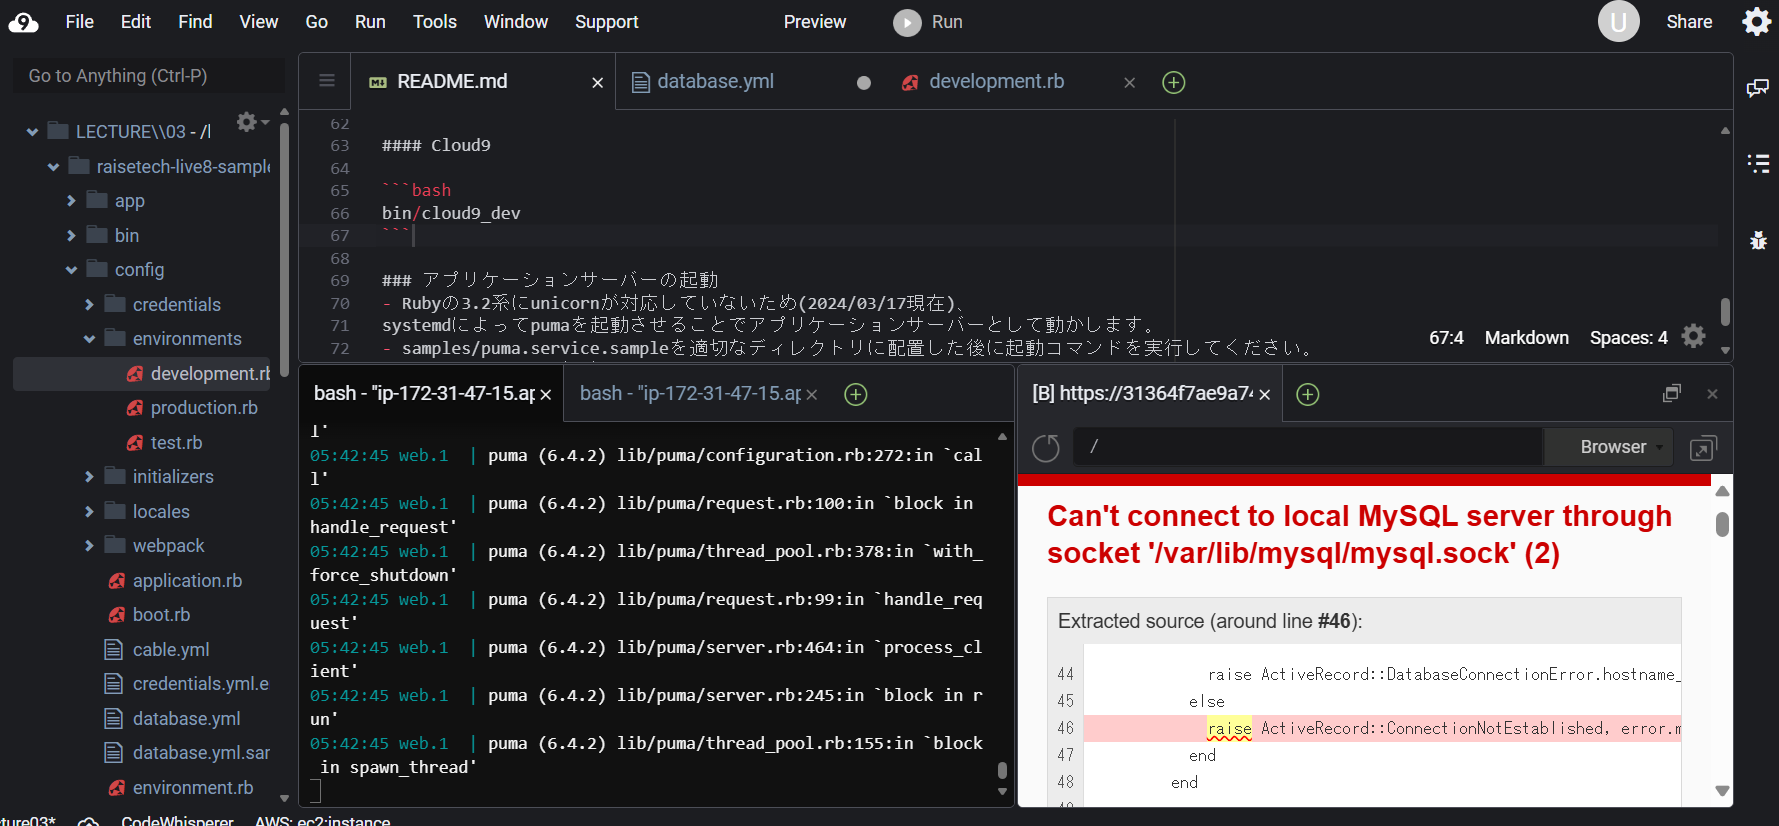 File Edit Find View Go Run Tools Window Support Preview Run U Share
Go to Anything (Ctrl-P)
LECTURE\\03 - /
raisetech-live8-sample
app
bin
config
credentials
environments
development.rb
production.rb
test.rb
initializers
locales
webpack
application.rb
boot.rb
cable.yml
credentials.yml.e
database.yml
database.yml.sar
environment.rb
README.md database.yml development.rb
62
63 #### Cloud9
64
65 ```bash
66 bin/cloud9_dev
67 ```
68
69 ### アプリケーションサーバーの起動
70 - Rubyの3.2系にunicornが対応していないため(2024/03/17現在)、
71 systemdによってpumaを起動させることでアプリケーションサーバーとして動かします。
72 - samples/puma.service.sampleを適切なディレクトリに配置した後に起動コマンドを実行してください。
67:4 Markdown Spaces: 4
bash - "ip-172-31-47-15.ap bash - "ip-172-31-47-15.ap
l'
05:42:45 web.1 | puma (6.4.2) lib/puma/configuration.rb:272:in `cal
l'
05:42:45 web.1 | puma (6.4.2) lib/puma/request.rb:100:in `block in
handle_request'
05:42:45 web.1 | puma (6.4.2) lib/puma/thread_pool.rb:378:in `with_
force_shutdown'
05:42:45 web.1 | puma (6.4.2) lib/puma/request.rb:99:in `handle_req
uest'
05:42:45 web.1 | puma (6.4.2) lib/puma/server.rb:464:in `process_cl
ient'
05:42:45 web.1 | puma (6.4.2) lib/puma/server.rb:245:in `block in r
un'
05:42:45 web.1 | puma (6.4.2) lib/puma/thread_pool.rb:155:in `block
in spawn_thread'
[B] https://31364f7ae9a74
/ Browser
Can't connect to local MySQL server through
socket '/var/lib/mysql/mysql.sock' (2)
Extracted source (around line #46):
44 raise ActiveRecord::DatabaseConnectionError.hostname_
45 else
46 raise ActiveRecord::ConnectionNotEstablished, error.m
47 end
48 end
49
ture03* CodeWhisperer AWS: ec2:instance